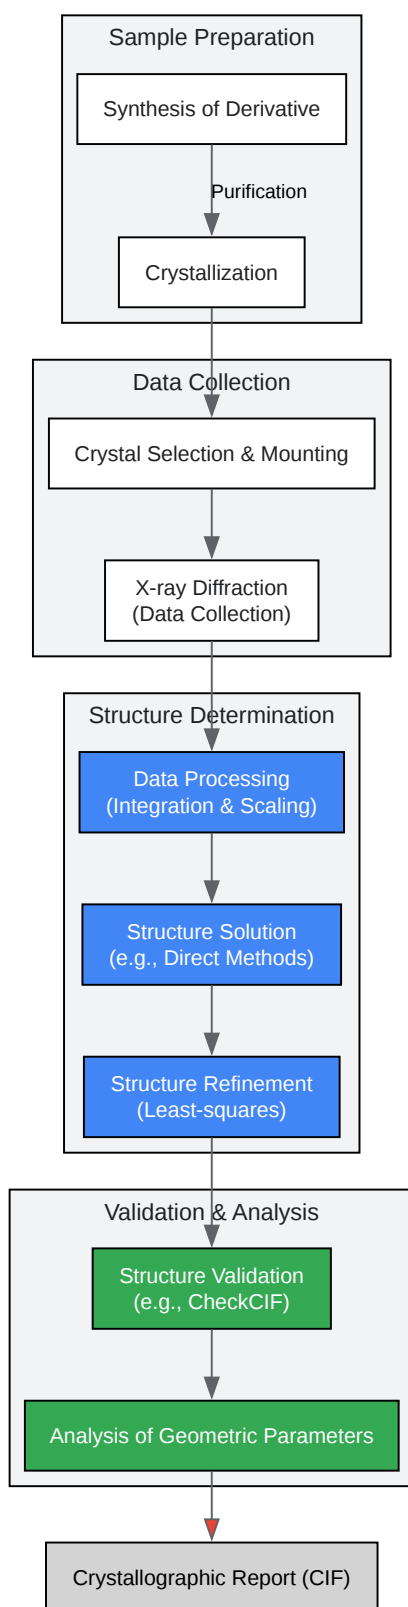 Sample Preparation
Synthesis of Derivative
Purification
Crystallization
Data Collection
Crystal Selection & Mounting
X-ray Diffraction
(Data Collection)
Structure Determination
Data Processing
(Integration & Scaling)
Structure Solution
(e.g., Direct Methods)
Structure Refinement
(Least-squares)
Validation & Analysis
Structure Validation
(e.g., CheckCIF)
Analysis of Geometric Parameters
Crystallographic Report (CIF)